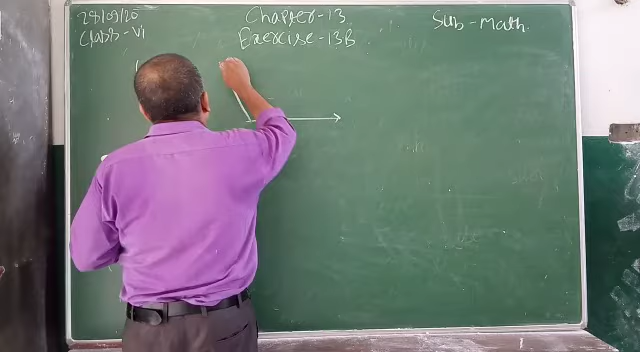 28/09/20
Class - VI
Chapter - 13
Exercise - 13B
Sub - Math